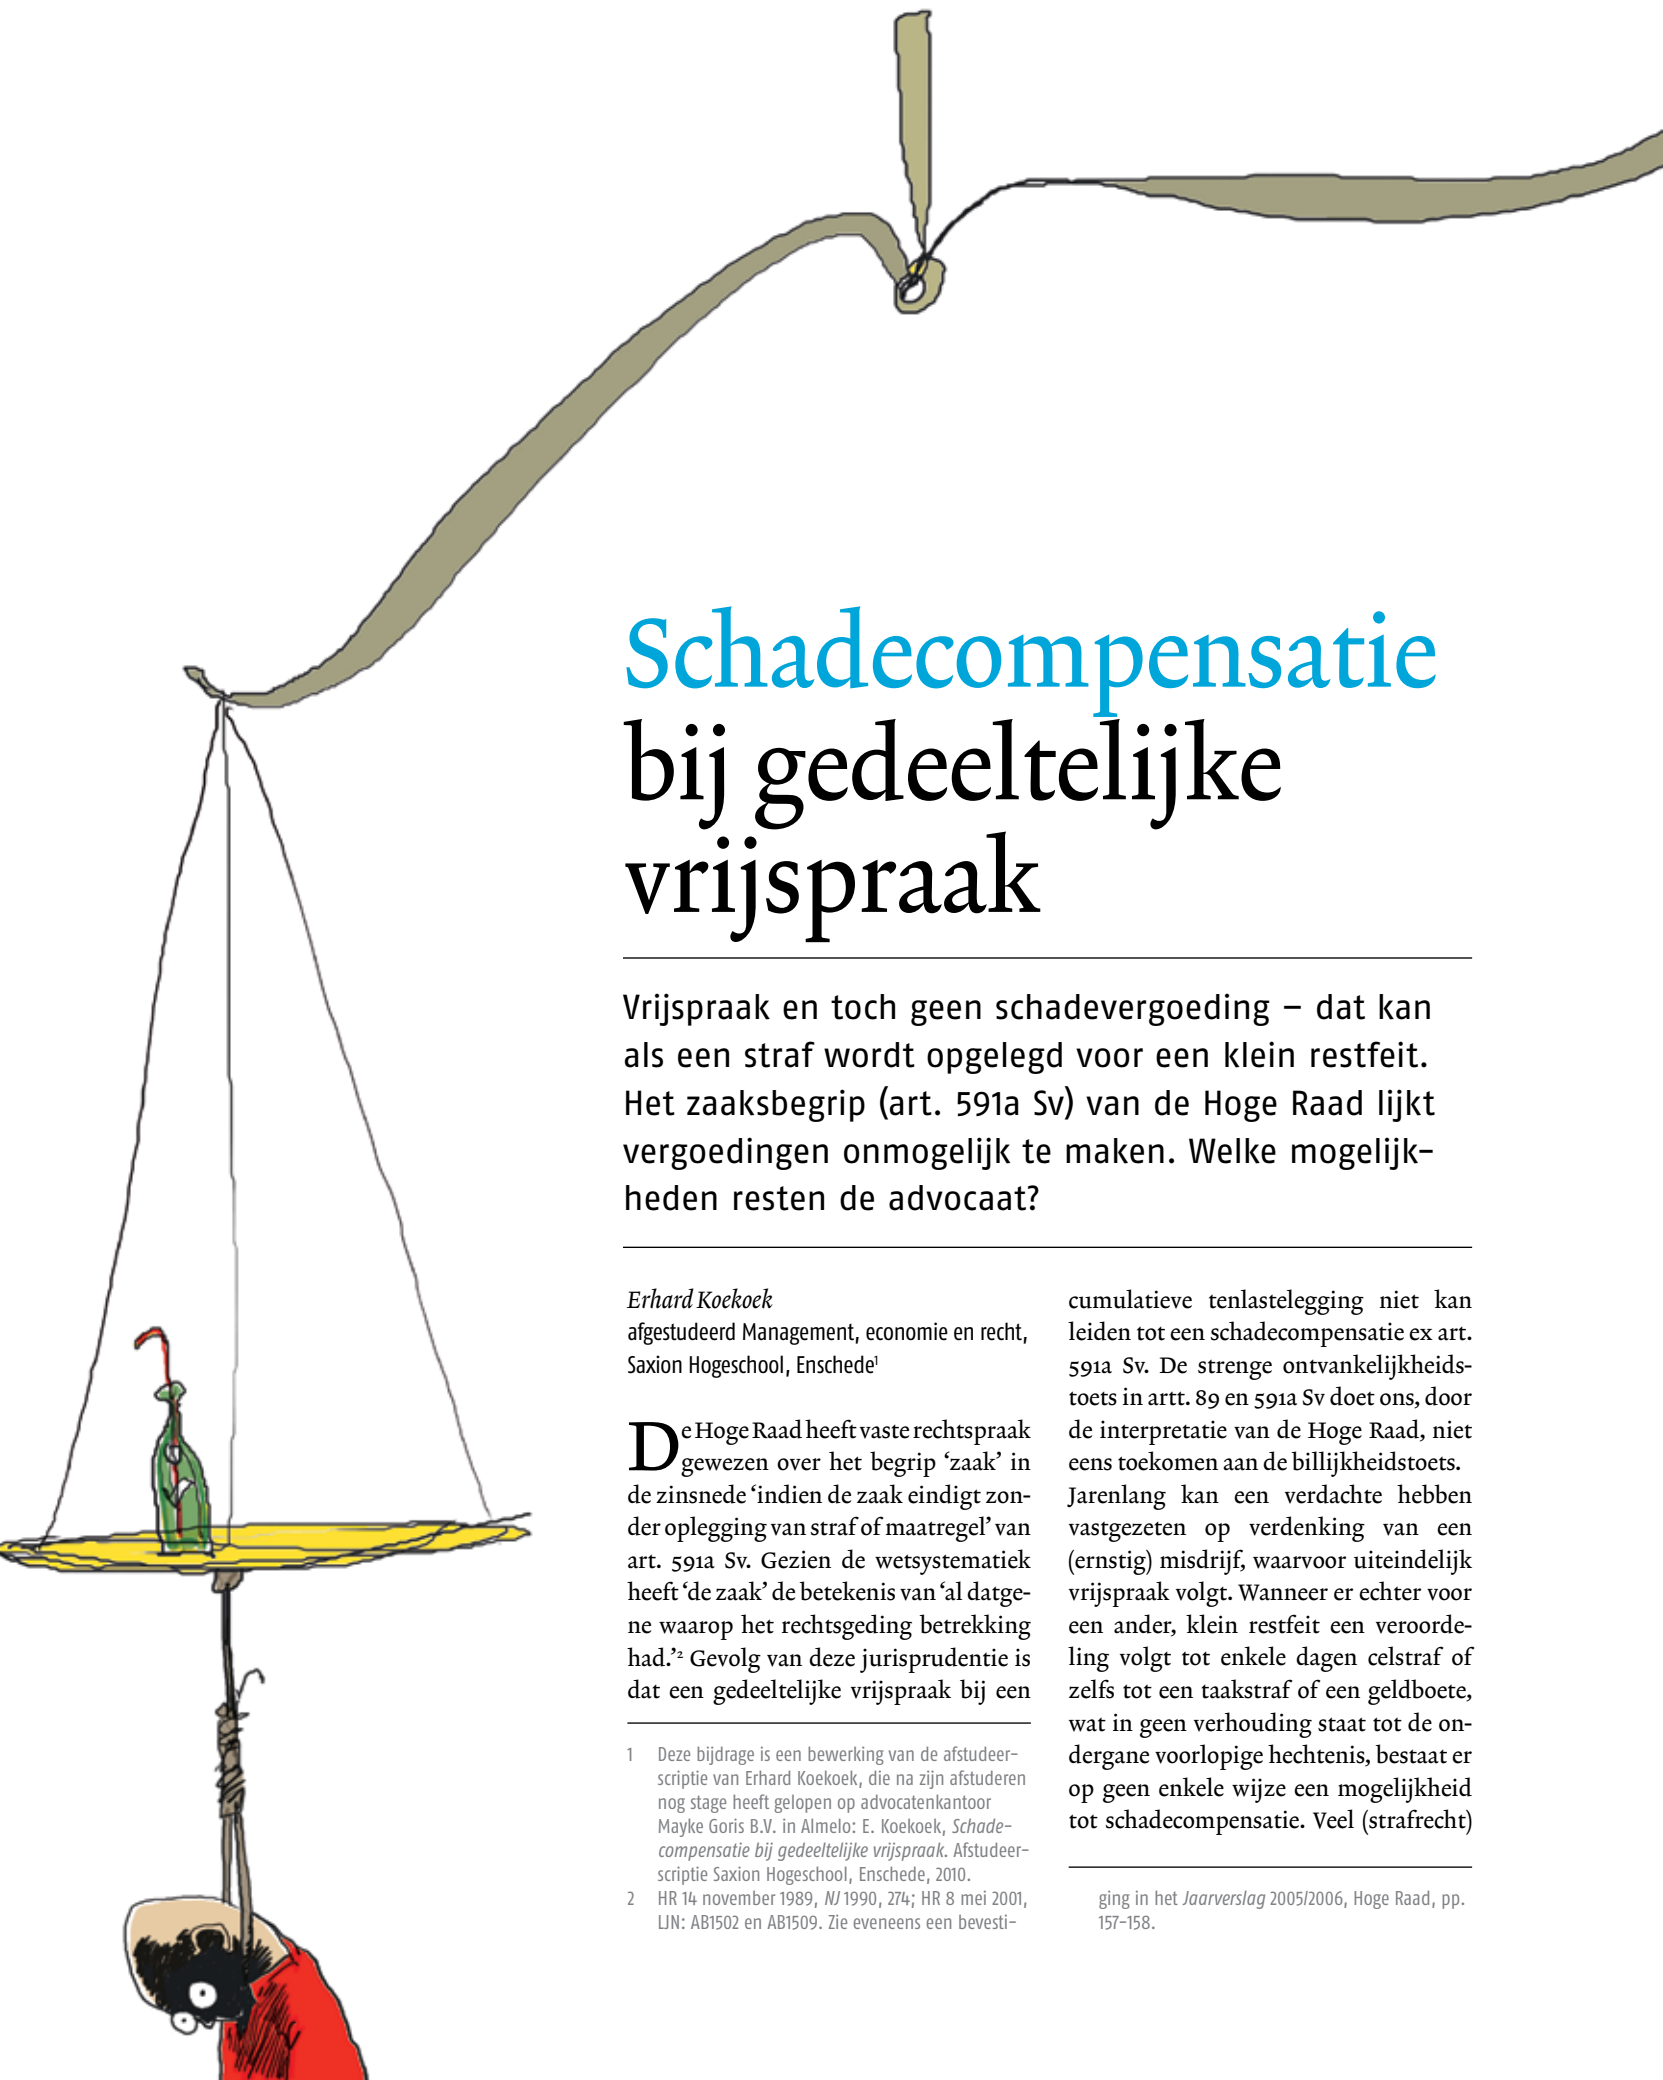 Schadecompensatie
bij gedeeltelijke
vrijspraak
Vrijspraak en toch geen schadevergoeding – dat kan
als een straf wordt opgelegd voor een klein restfeit.
Het zaaksbegrip (art. 591a Sv) van de Hoge Raad lijkt
vergoedingen onmogelijk te maken. Welke mogelijk-
heden resten de advocaat?
Erhard Koekoek
afgestudeerd Management, economie en recht,
Saxion Hogeschool, Enschede1
De Hoge Raad heeft vaste rechtspraak
gewezen over het begrip ‘zaak’ in
de zinsnede ‘indien de zaak eindigt zon-
der oplegging van straf of maatregel’ van
art. 591a Sv. Gezien de wetsystematiek
heeft ‘de zaak’ de betekenis van ‘al datge-
ne waarop het rechtsgeding betrekking
had.’2 Gevolg van deze jurisprudentie is
dat een gedeeltelijke vrijspraak bij een
cumulatieve tenlastelegging niet kan
leiden tot een schadecompensatie ex art.
591a Sv. De strenge ontvankelijkheids-
toets in artt. 89 en 591a Sv doet ons, door
de interpretatie van de Hoge Raad, niet
eens toekomen aan de billijkheidstoets.
Jarenlang kan een verdachte hebben
vastgezeten op verdenking van een
(ernstig) misdrijf, waarvoor uiteindelijk
vrijspraak volgt. Wanneer er echter voor
een ander, klein restfeit een veroorde-
ling volgt tot enkele dagen celstraf of
zelfs tot een taakstraf of een geldboete,
wat in geen verhouding staat tot de on-
dergane voorlopige hechtenis, bestaat er
op geen enkele wijze een mogelijkheid
tot schadecompensatie. Veel (strafrecht)
1 Deze bijdrage is een bewerking van de afstudeer-
scriptie van Erhard Koekoek, die na zijn afstuderen
nog stage heeft gelopen op advocatenkantoor
Mayke Goris B.V. in Almelo: E. Koekoek, Schade-
compensatie bij gedeeltelijke vrijspraak. Afstudeer-
scriptie Saxion Hogeschool, Enschede, 2010.
2 HR 14 november 1989, NJ 1990, 274; HR 8 mei 2001,
LJN: AB1502 en AB1509. Zie eveneens een bevesti-
ging in het Jaarverslag 2005/2006, Hoge Raad, pp.
157-158.